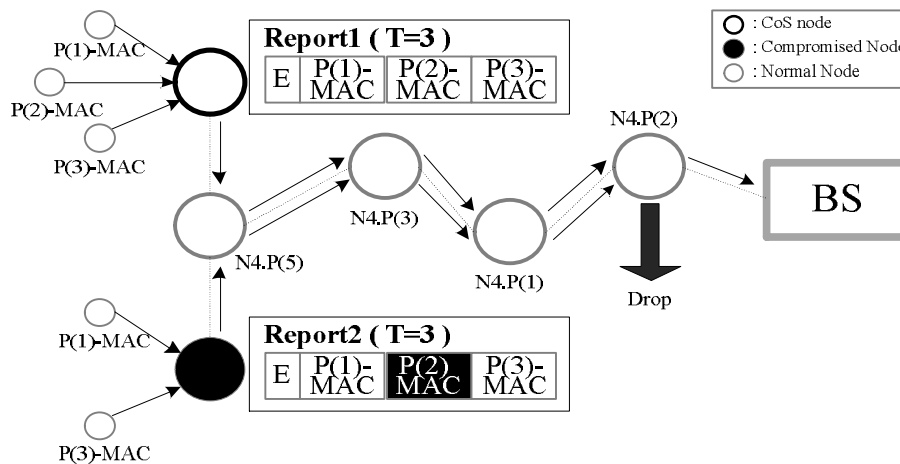 P(1)-MAC
P(2)-MAC
P(3)-MAC
Report1 ( T=3 )
E
P(1)-
MAC
P(2)-
MAC
P(3)-
MAC
: CoS node
: Compromised Node
: Normal Node
N4.P(5)
N4.P(3)
N4.P(1)
N4.P(2)
BS
Drop
P(1)-MAC
P(3)-MAC
Report2 ( T=3 )
E
P(1)-
MAC
P(2)
MAC
P(3)-
MAC